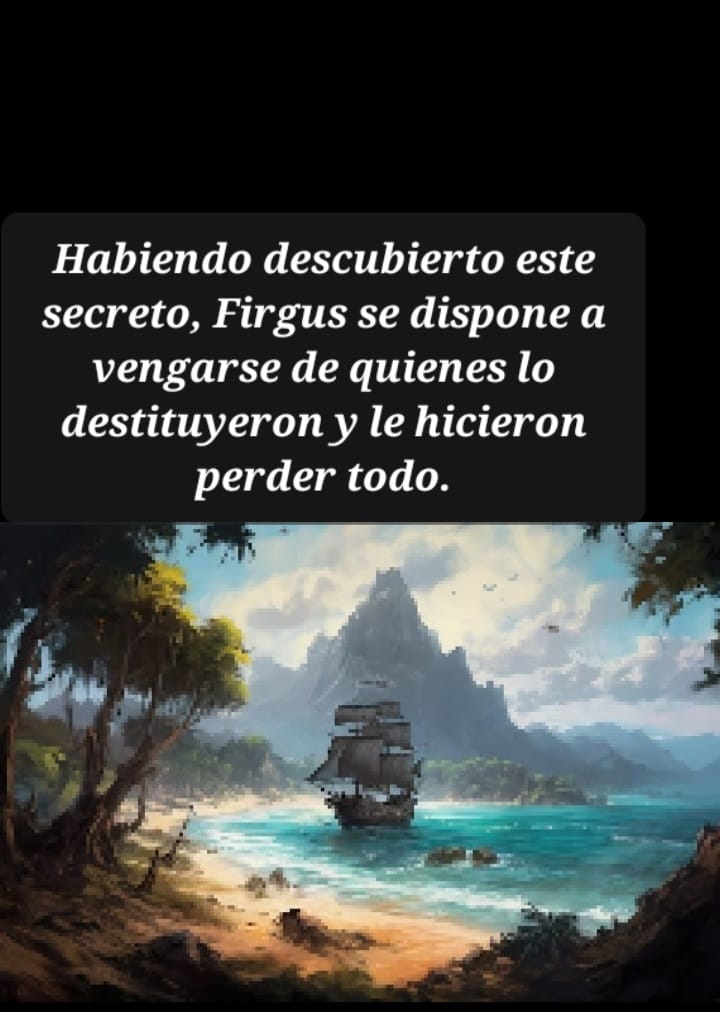 Habiendo descubierto este
secreto, Firgus se dispone a
vengarse de quienes lo
destituyeron y le hicieron
perder todo.